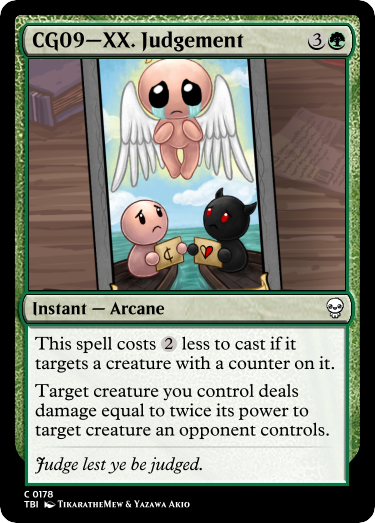 CG09—XX. Judgement 3
¢
Instant — Arcane
This spell costs 2 less to cast if it
targets a creature with a counter on it.
Target creature you control deals
damage equal to twice its power to
target creature an opponent controls.
Judge lest ye be judged.
C 0178
TBI TIKARATHEMEW & YAZAWA AKIO